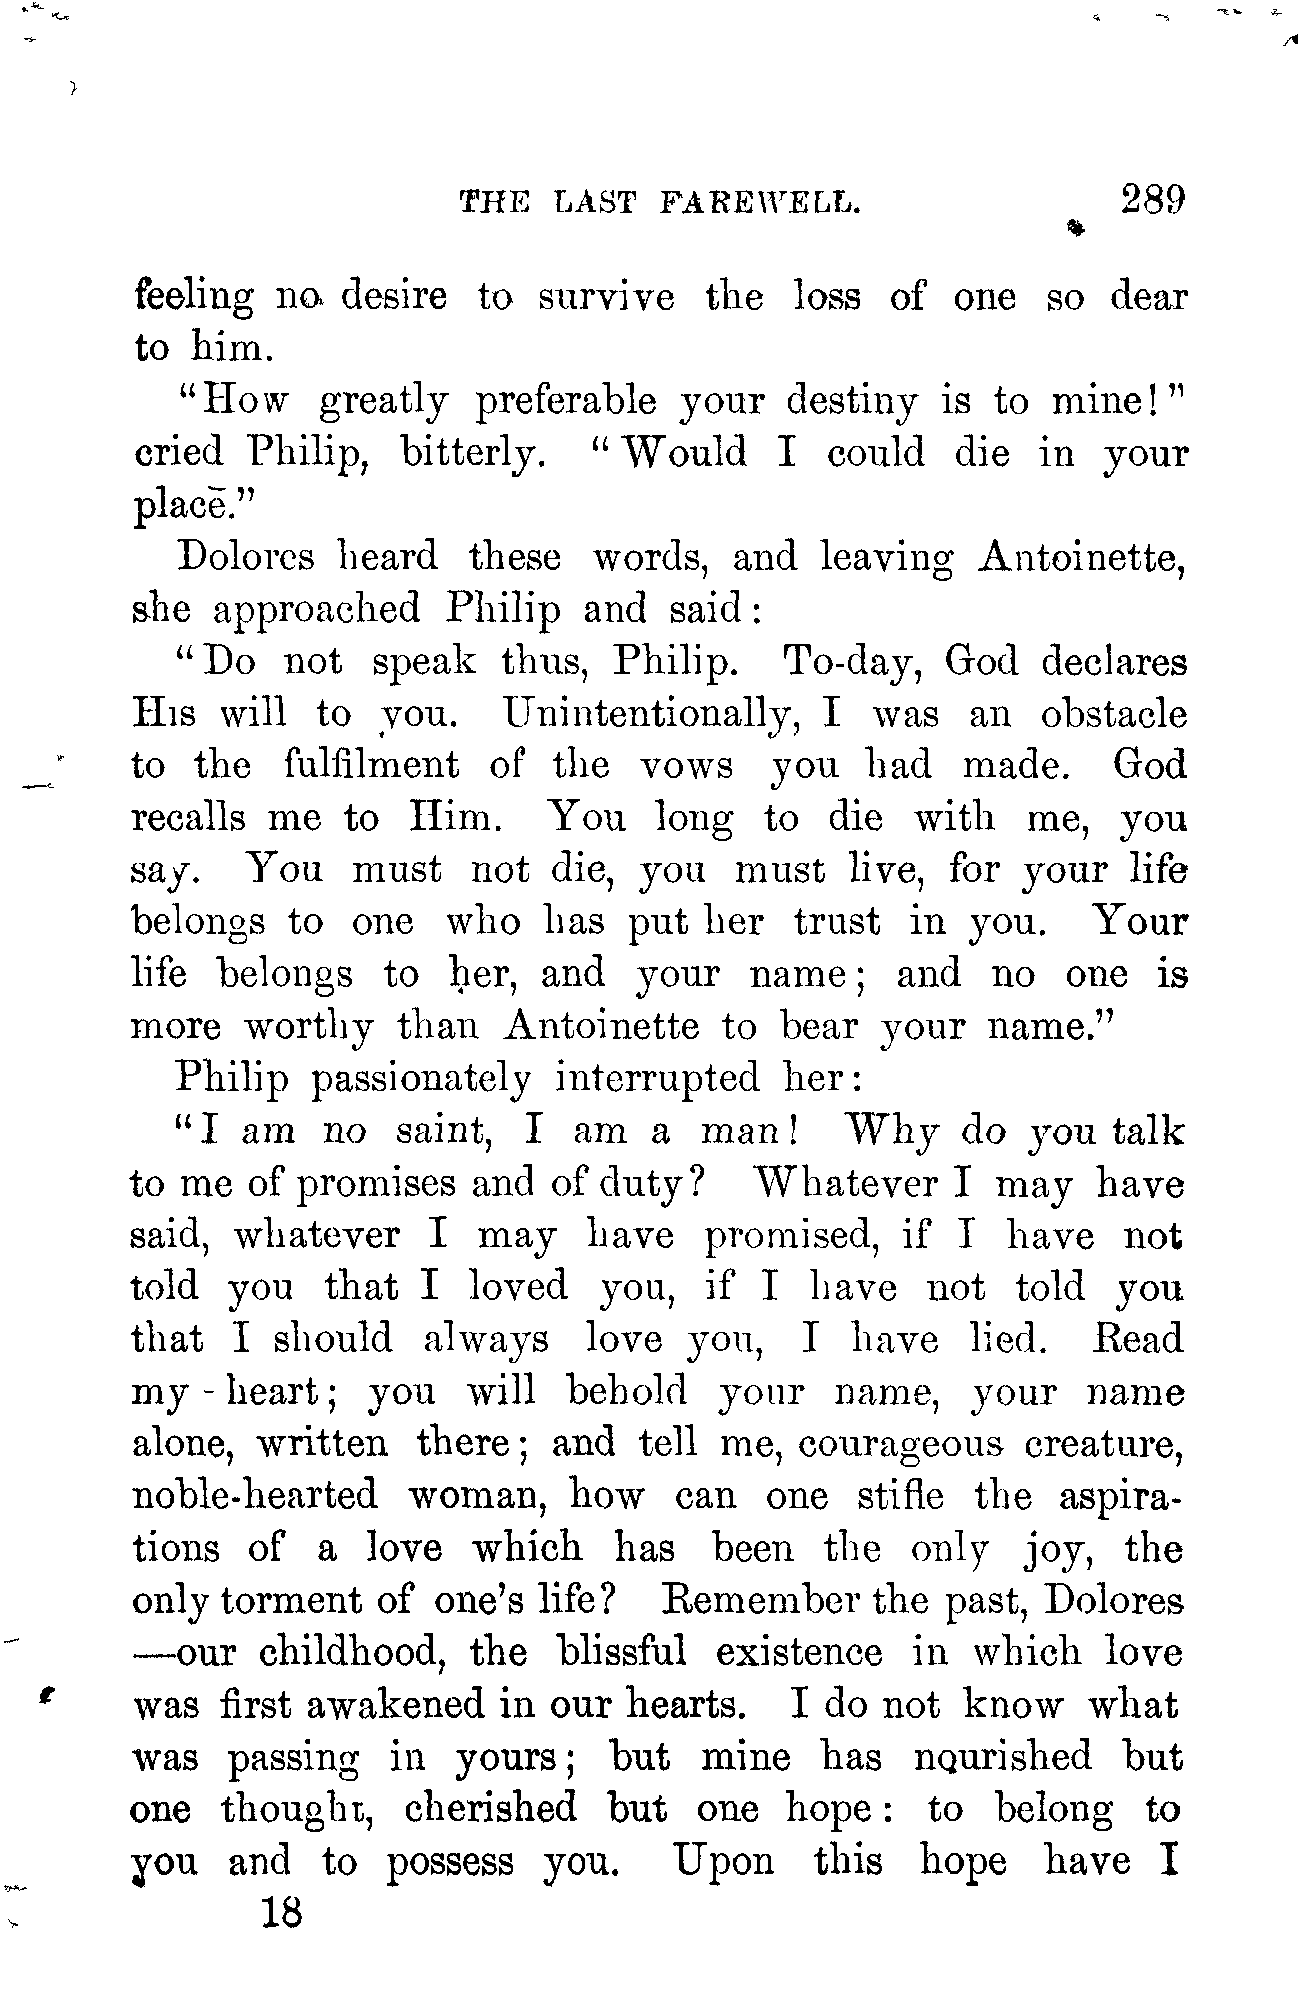 THE LAST FAREWELL. 289
feeling no desire to survive the loss of one so dear
to him.
"How greatly preferable your destiny is to mine!"
cried Philip, bitterly. "Would I could die in your
place."
Dolores heard these words, and leaving Antoinette,
she approached Philip and said:
"Do not speak thus, Philip. To-day, God declares
His will to you. Unintentionally, I was an obstacle
to the fulfilment of the vows you had made. God
recalls me to Him. You long to die with me, you
say. You must not die, you must live, for your life
belongs to one who has put her trust in you. Your
life belongs to her, and your name; and no one is
more worthy than Antoinette to bear your name."
Philip passionately interrupted her:
"I am no saint, I am a man! Why do you talk
to me of promises and of duty? Whatever I may have
said, whatever I may have promised, if I have not
told you that I loved you, if I have not told you
that I should always love you, I have lied. Read
my heart; you will behold your name, your name
alone, written there; and tell me, courageous creature,
noble-hearted woman, how can one stifle the aspira-
tions of a love which has been the only joy, the
only torment of one's life? Remember the past, Dolores
—our childhood, the blissful existence in which love
was first awakened in our hearts. I do not know what
was passing in yours; but mine has nourished but
one thought, cherished but one hope: to belong to
you and to possess you. Upon this hope have I
18